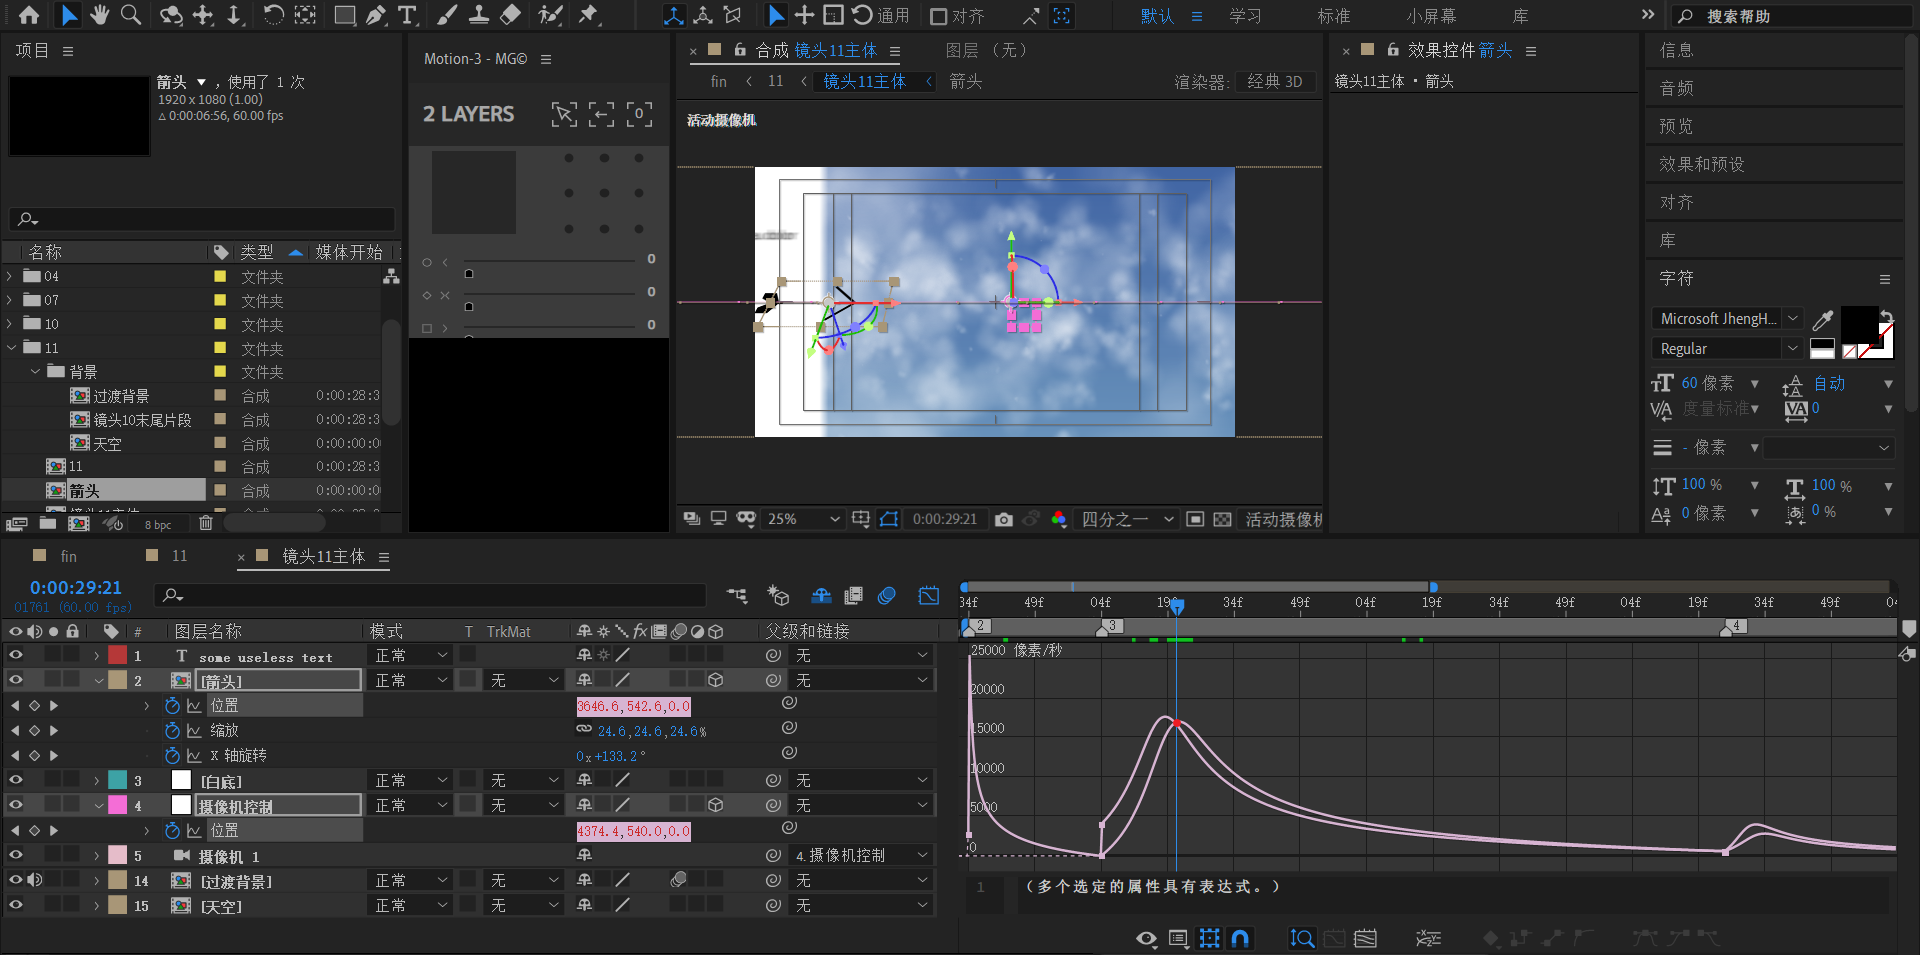 通用
对齐
默认
学习
标准
小屏幕
库
搜索帮助
项目
箭头 ▼ ，使用了 1 次
1920 x 1080 (1.00)
△ 0:00:06:56, 60.00 fps
名称
类型
媒体开始
04 文件夹
07 文件夹
10 文件夹
11 文件夹
背景 文件夹
过渡背景 合成 0:00:28:3
镜头10末尾片段 合成 0:00:28:3
天空 合成 0:00:00:0
11 合成 0:00:28:3
箭头 合成 0:00:00:0
8 bpc
Motion-3 - MG©
2 LAYERS
0
0
0
0
合成 镜头11主体
图层 （无）
fin
11
镜头11主体
箭头
渲染器:
经典 3D
活动摄像机
25%
0:00:29:21
四分之一
活动摄像机
效果控件 箭头
镜头11主体 • 箭头
信息
音频
预览
效果和预设
对齐
库
字符
Microsoft JhengH...
Regular
60 像素
自动
度量标准
0
- 像素
100 %
100 %
0 像素
0 %
fin
11
镜头11主体
0:00:29:21
01761 (60.00 fps)
# 图层名称
模式
T TrkMat
父级和链接
1 T some useless text 正常 无
2 [箭头] 正常 无 无
位置 3646.6,542.6,0.0
缩放 24.6,24.6,24.6%
X 轴旋转 0x+133.2°
3 [白底] 正常 无 无
4 摄像机控制 正常 无 无
位置 4374.4,540.0,0.0
5 摄像机 1 4.摄像机控制
14 [过渡背景] 正常 无 无
15 [天空] 正常 无 无
34f 49f 04f 19f 34f 49f 04f 19f 34f 04f 19f 34f 49f 04
2
3
4
25000 像素/秒
20000
15000
10000
5000
0
1
（多个选定的属性具有表达式。）